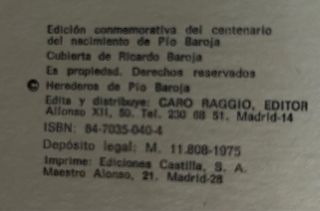 Edición conmemorativa del centenario
del nacimiento de Pío Baroja
Cubierta de Ricardo Baroja
Es propiedad. Derechos reservados
© Herederos de Pío Baroja
Edita y distribuye: CARO RAGGIO, EDITOR
Alfonso XII, 50. Tel. 230 68 51. Madrid-14
ISBN: 84-7035-040-4
Depósito legal: M. 11.808-1975
Imprime: Ediciones Castilla, S. A.
Maestro Alonso, 21. Madrid-28